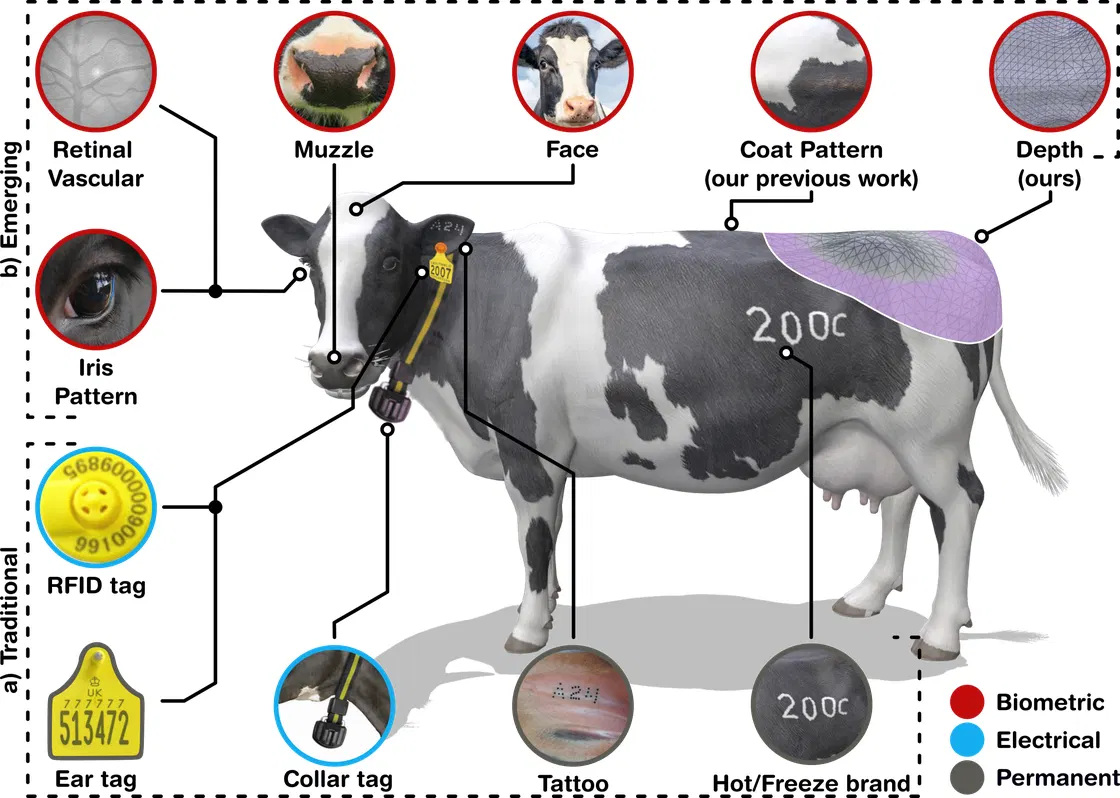 b) Emerging
Retinal
Vascular
Muzzle
Face
Coat Pattern
(our previous work)
Depth
(ours)
Iris
Pattern
A24
2007
200c
a) Traditional
RFID tag
UK
777777
513472
Ear tag
Collar tag
A24
Tattoo
200c
Hot/Freeze brand
Biometric
Electrical
Permanent